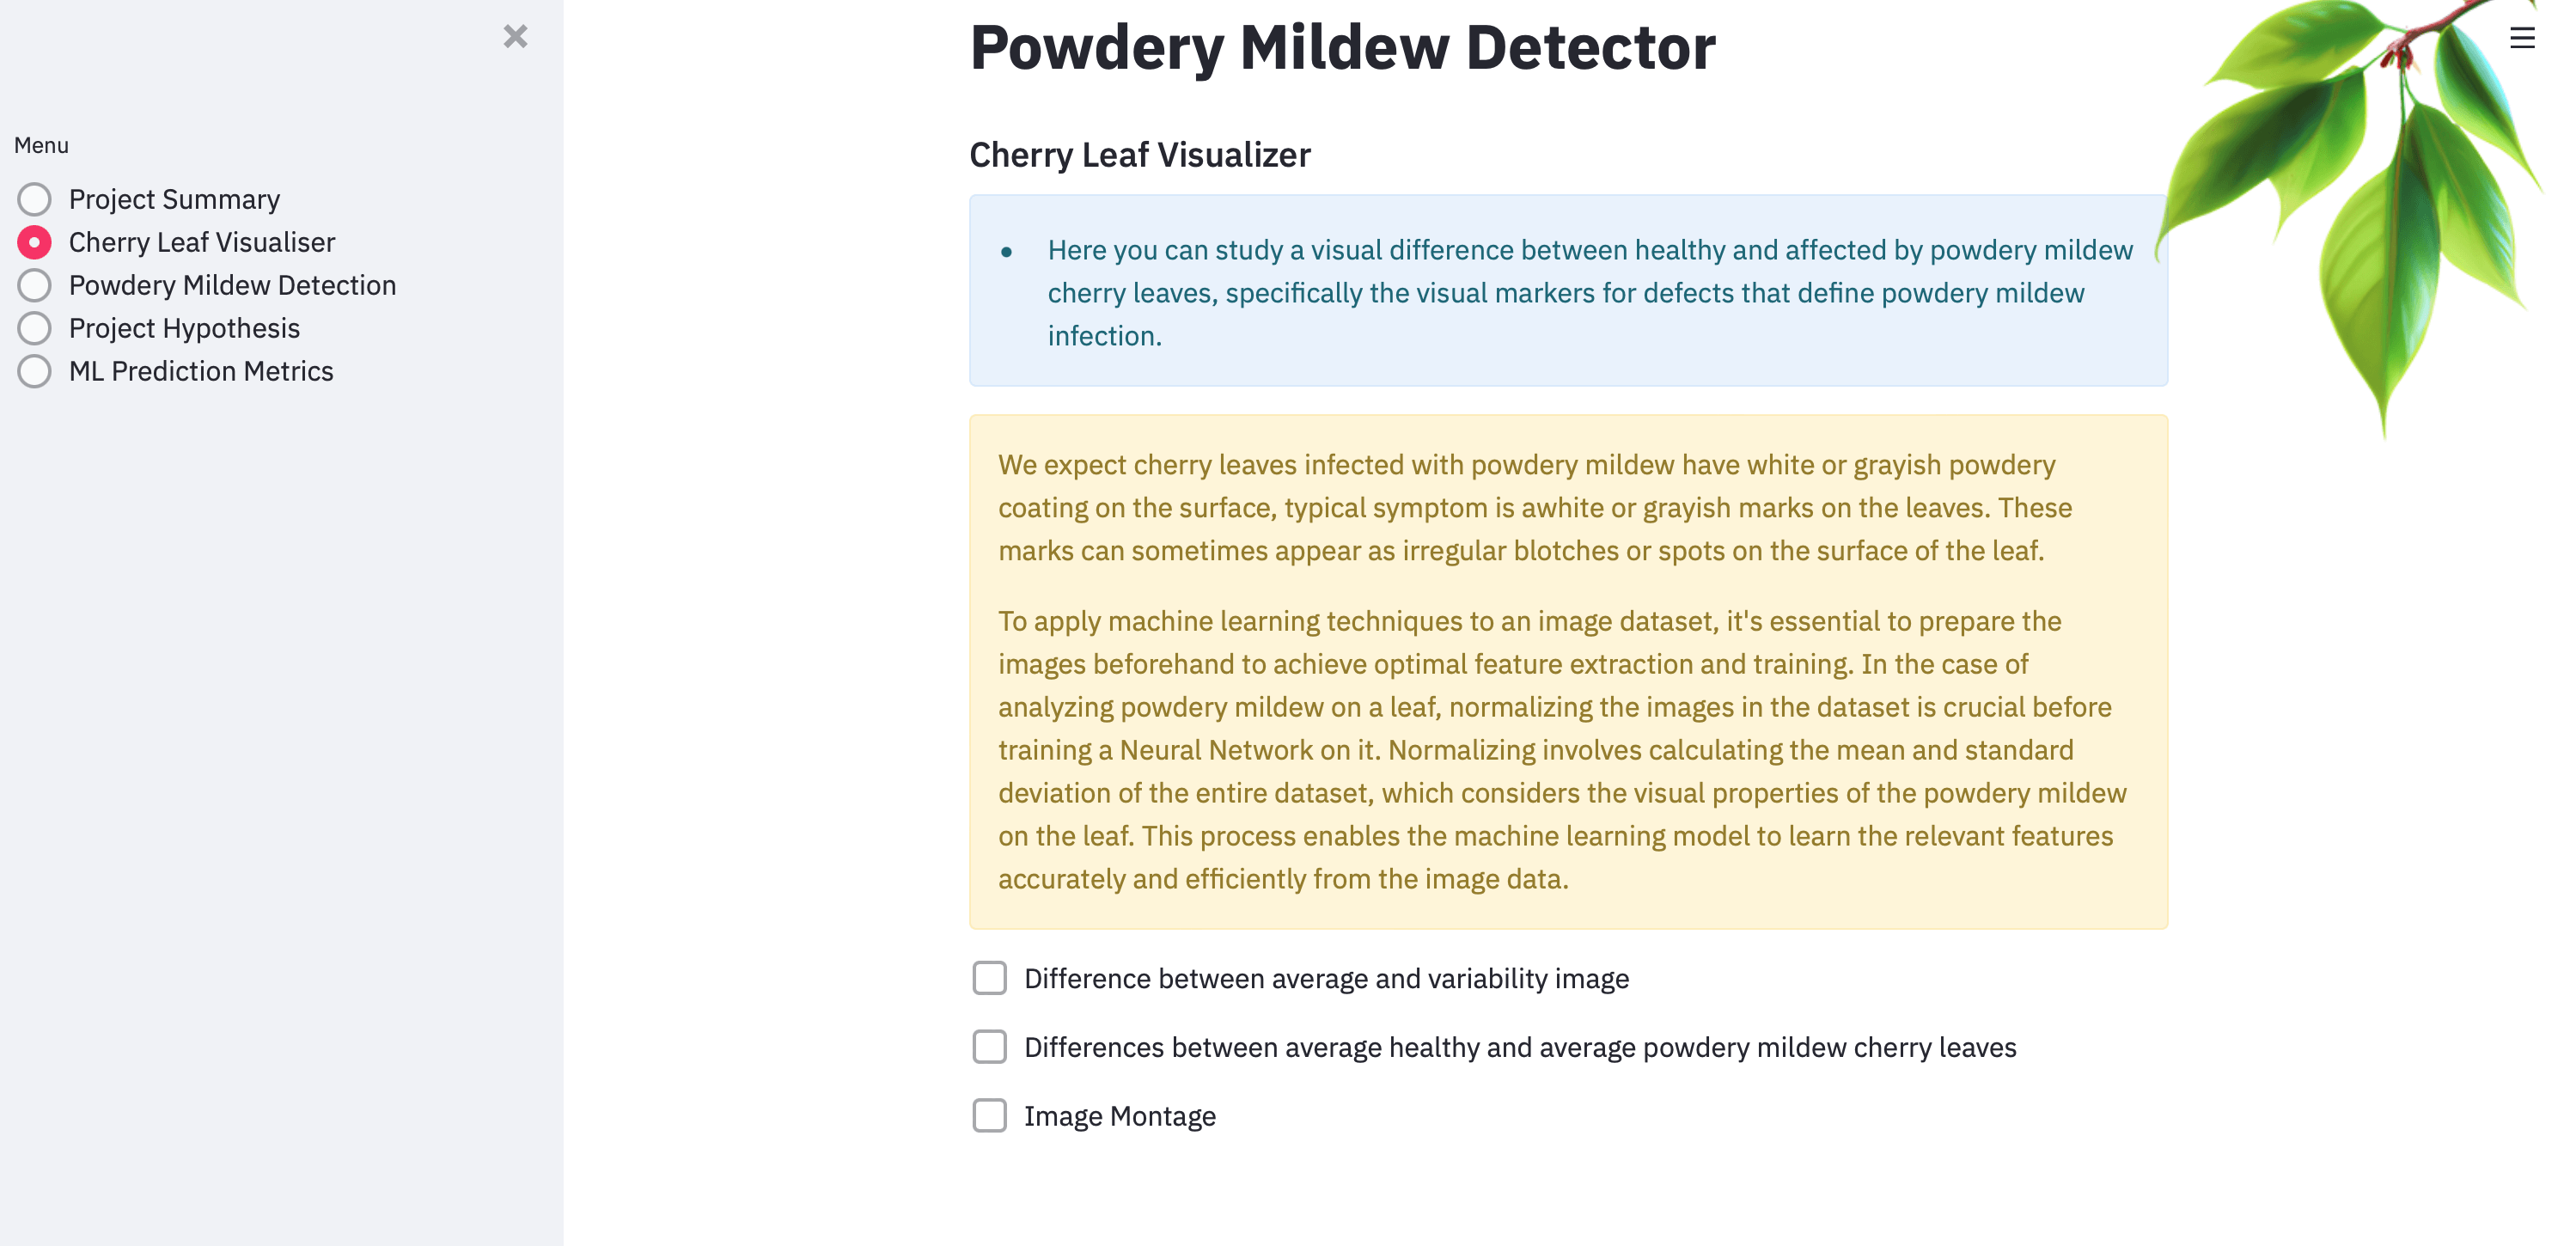 Powdery Mildew Detector
Menu
Project Summary
Cherry Leaf Visualiser
Powdery Mildew Detection
Project Hypothesis
ML Prediction Metrics
Cherry Leaf Visualizer
Here you can study a visual difference between healthy and affected by powdery mildew
cherry leaves, specifically the visual markers for defects that define powdery mildew
infection.
We expect cherry leaves infected with powdery mildew have white or grayish powdery
coating on the surface, typical symptom is awhite or grayish marks on the leaves. These
marks can sometimes appear as irregular blotches or spots on the surface of the leaf.
To apply machine learning techniques to an image dataset, it's essential to prepare the
images beforehand to achieve optimal feature extraction and training. In the case of
analyzing powdery mildew on a leaf, normalizing the images in the dataset is crucial before
training a Neural Network on it. Normalizing involves calculating the mean and standard
deviation of the entire dataset, which considers the visual properties of the powdery mildew
on the leaf. This process enables the machine learning model to learn the relevant features
accurately and efficiently from the image data.
Difference between average and variability image
Differences between average healthy and average powdery mildew cherry leaves
Image Montage